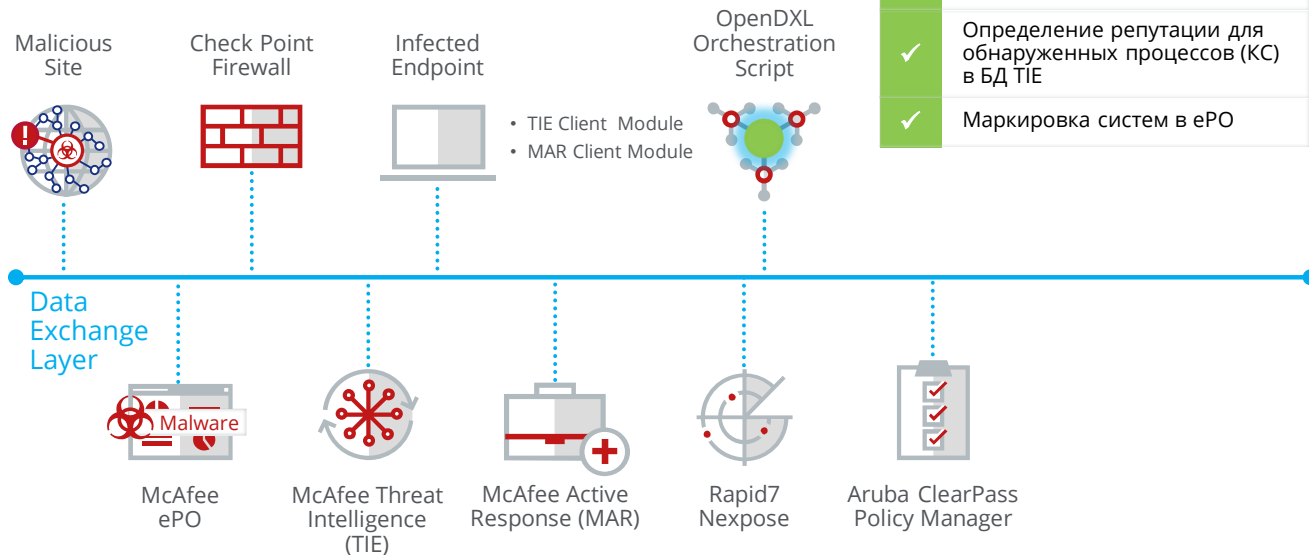 Malicious
Site
Check Point
Firewall
Infected
Endpoint
• TIE Client Module
• MAR Client Module
OpenDXL
Orchestration
Script
Определение репутации для
обнаруженных процессов (КС)
в БД TIE
Маркировка систем в ePO
Data
Exchange
Layer
Malware
McAfee
ePO
McAfee Threat
Intelligence
(TIE)
McAfee Active
Response (MAR)
Rapid7
Nexpose
Aruba ClearPass
Policy Manager